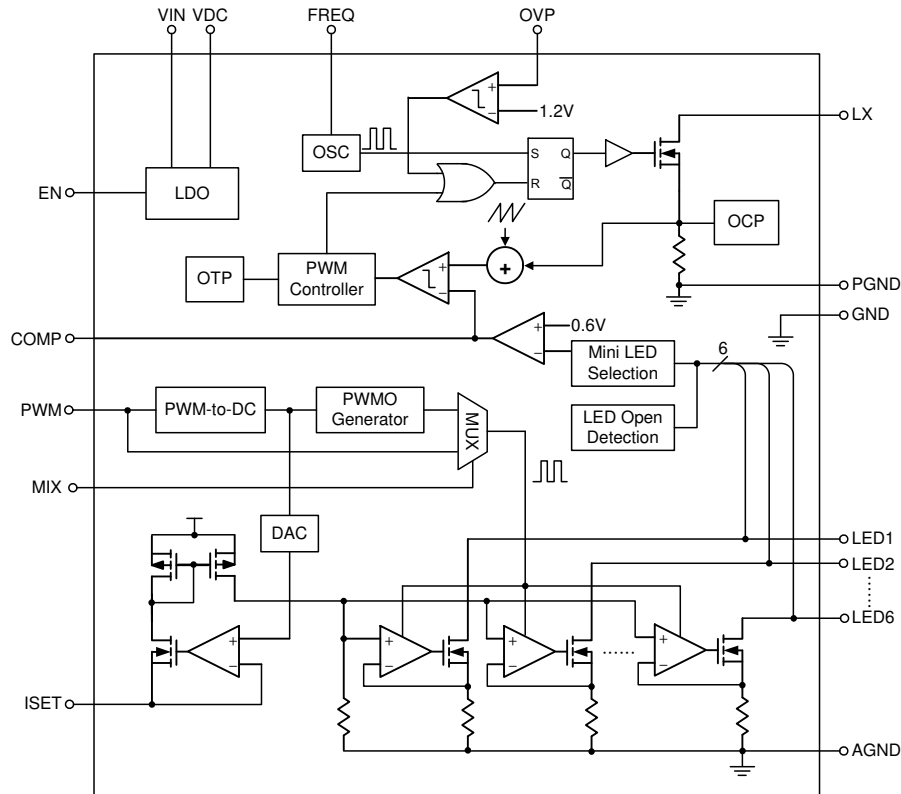 VIN VDC FREQ OVP
+
−
1.2V
LX
OSC
S Q
R Q
EN
LDO
OCP
+
OTP
PWM
Controller
+
−
PGND
GND
COMP
+
−
0.6V
Mini LED
Selection
6
PWM
PWM-to-DC
PWMO
Generator
MUX
LED Open
Detection
MIX
DAC
LED1
LED2
LED6
+
−
+
−
+
−
+
−
ISET
AGND